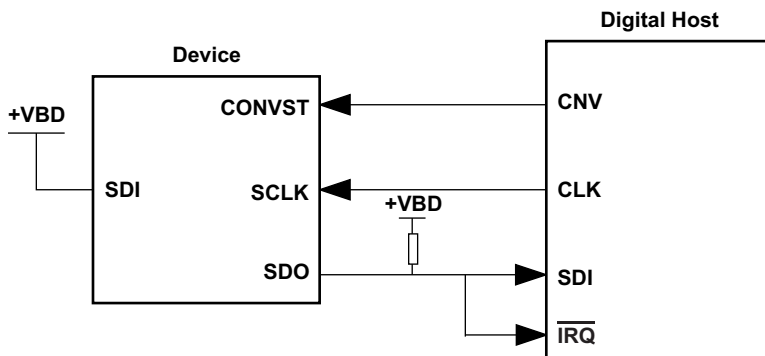 Digital Host
Device
+VBD
CONVST
CNV
SDI
SCLK
CLK
+VBD
SDO
SDI
IRQ